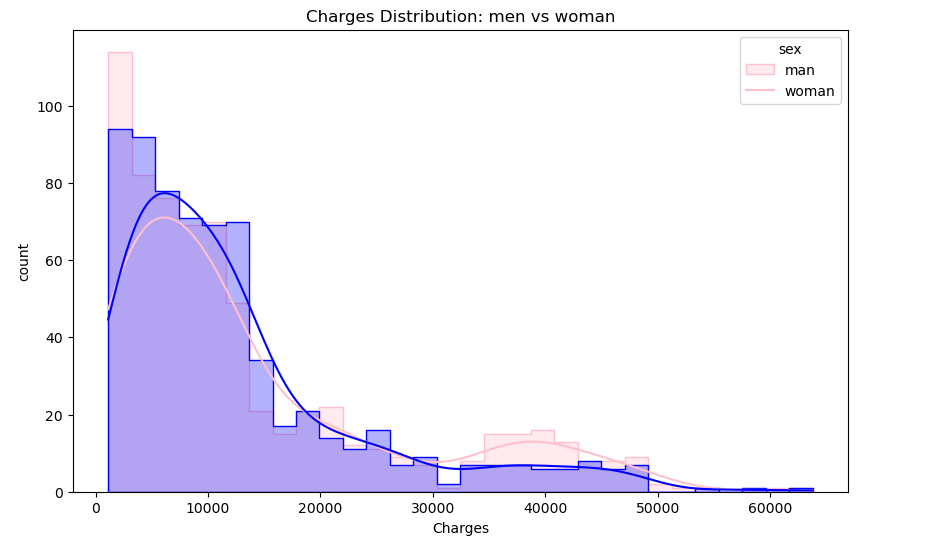 Charges Distribution: men vs woman
sex
man
woman
100
80
60
40
20
0
count
0 10000 20000 30000 40000 50000 60000
Charges